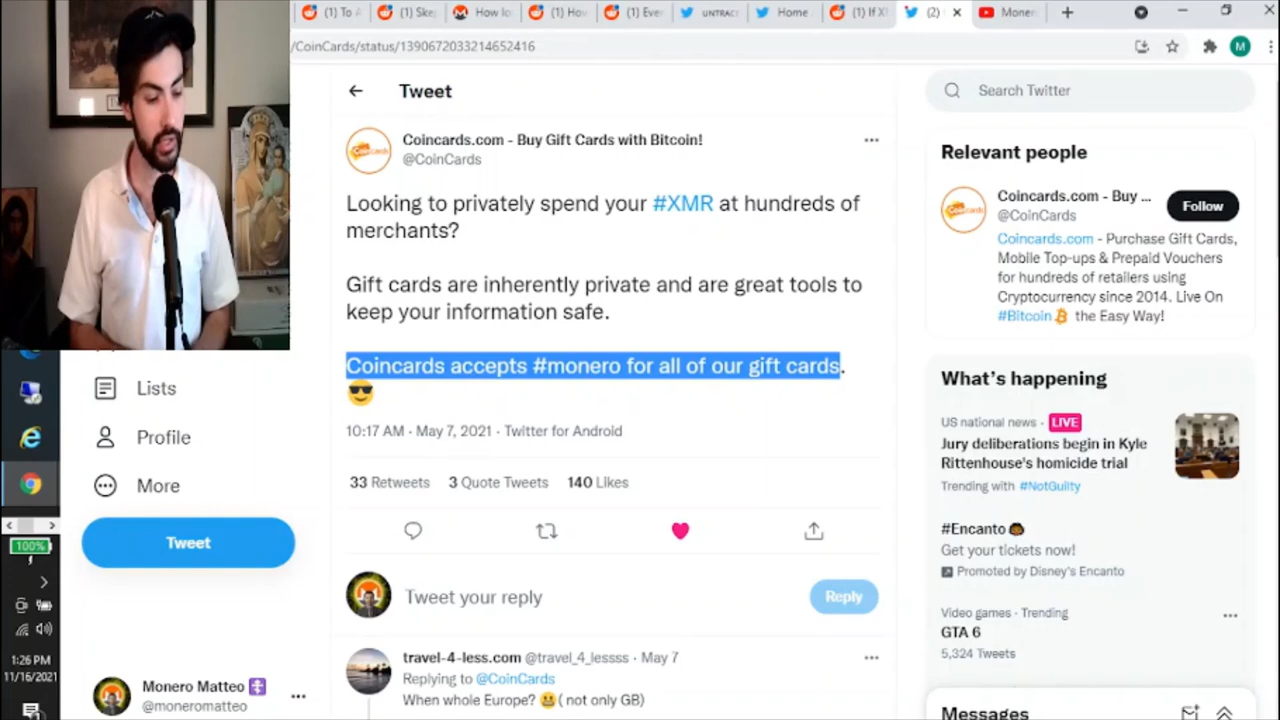 (1) To A
(1) Ske
How lo
(1) Hov
(1) Ever
UNTRAC
Home
(1) If X
(2)
Moner
/CoinCards/status/1390672033214652416
M
Tweet
Search Twitter
Coincards.com - Buy Gift Cards with Bitcoin!
@CoinCards
Looking to privately spend your #XMR at hundreds of
merchants?
Gift cards are inherently private and are great tools to
keep your information safe.
Coincards accepts #monero for all of our gift cards.
10:17 AM · May 7, 2021 · Twitter for Android
33 Retweets 3 Quote Tweets 140 Likes
Tweet your reply
Reply
travel-4-less.com @travel_4_lessss · May 7
Replying to @CoinCards
When whole Europe? ( not only GB)
Relevant people
Coincards.com - Buy ...
@CoinCards
Follow
Coincards.com - Purchase Gift Cards,
Mobile Top-ups & Prepaid Vouchers
for hundreds of retailers using
Cryptocurrency since 2014. Live On
#Bitcoin the Easy Way!
What's happening
US national news · LIVE
Jury deliberations begin in Kyle
Rittenhouse's homicide trial
Trending with #NotGuilty
#Encanto
Get your tickets now!
Promoted by Disney's Encanto
Video games · Trending
GTA 6
5,324 Tweets
Messages
Lists
Profile
More
Tweet
Monero Matteo
@moneromatteo
100%
1:26 PM
11/16/2021